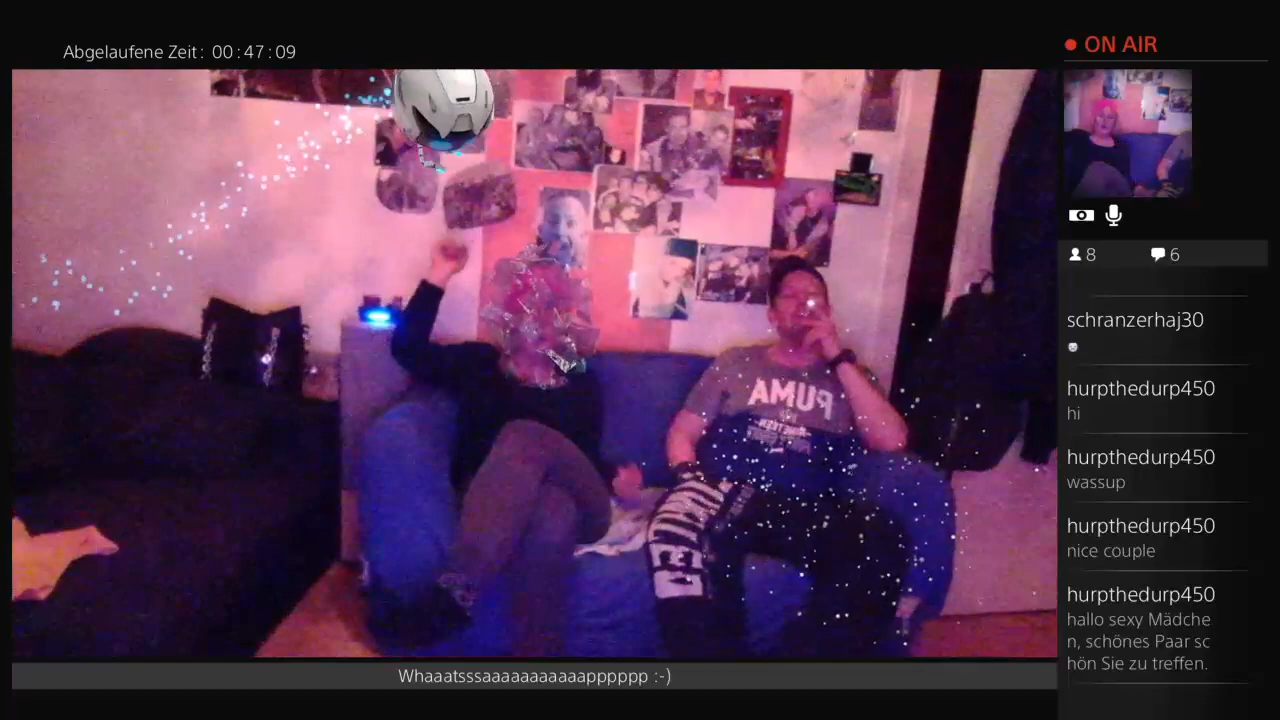 Abgelaufene Zeit: 00:47:09
ON AIR
8 6
schranzerhaj30
hurpthedurp450
hi
hurpthedurp450
wassup
hurpthedurp450
nice couple
hurpthedurp450
hallo sexy Mädche
n, schönes Paar sc
hön Sie zu treffen.
PUMA
Whaaatsssaaaaaaaaaaapppppp :-)